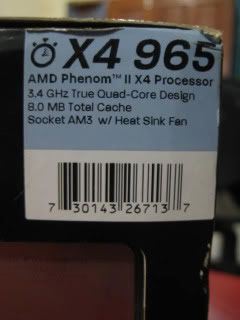 X4 965
AMD Phenom™ II X4 Processor
3.4 GHz True Quad-Core Design
8.0 MB Total Cache
Socket AM3 w/ Heat Sink Fan
7 30143 26713 7